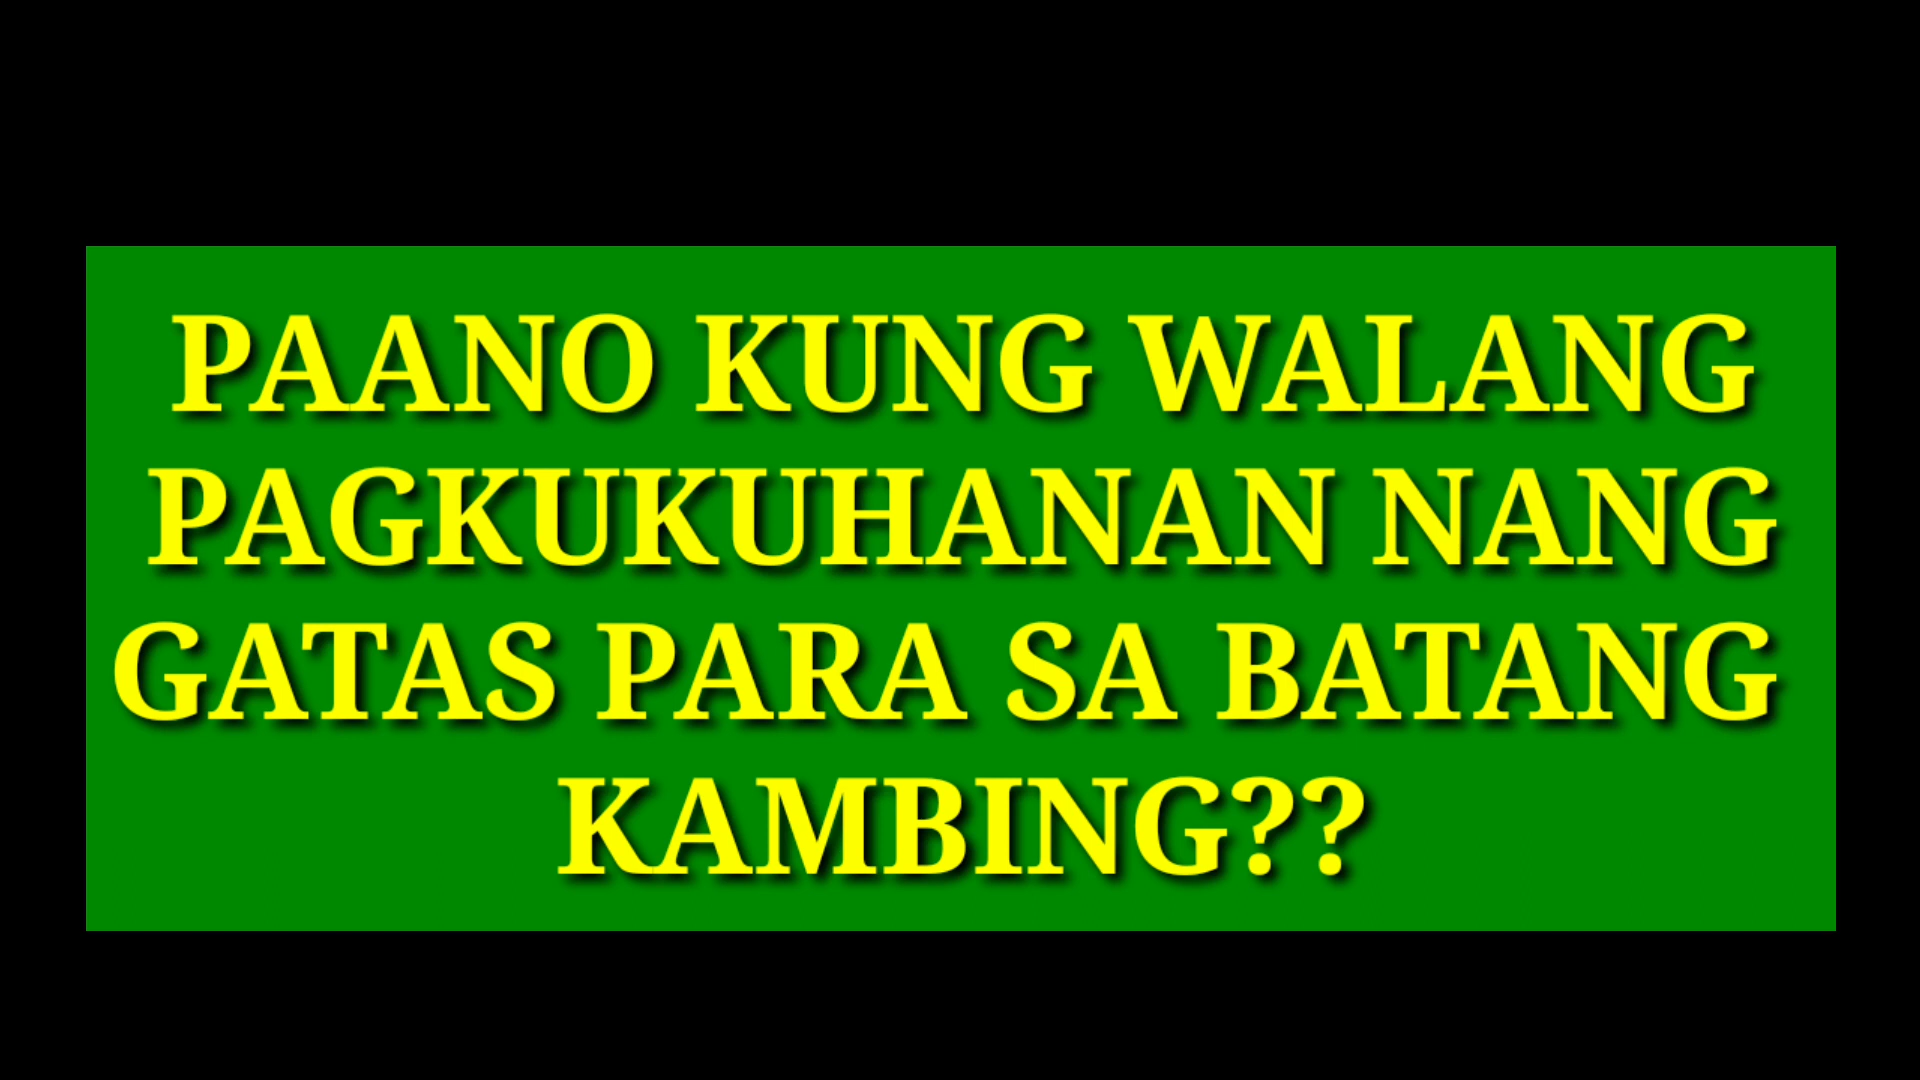 PAANO KUNG WALANG
PAGKUKUHANAN NANG
GATAS PARA SA BATANG
KAMBING??